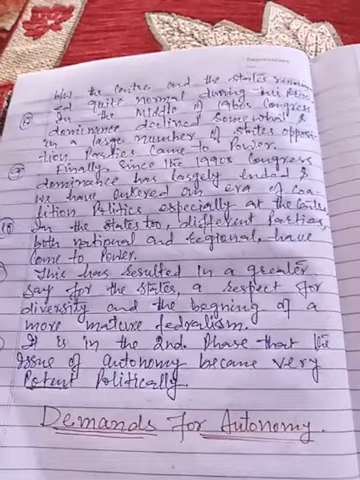 b/w the centre and the states remain
ed quite normal during this period
⑧ In the Middle of 1960s Congress
dominance declined somewhat &
in a large number of states opposi
tion Parties came to Power.
⑨ Finally, Since the 1990s Congress
dominance has largely ended &
we have entered an era of coa
lition Politics especially at the Centre
⑩ In the states too, different parties,
both national and regional, have
come to Power.
This has resulted in a greater
say for the states, a respect for
diversity and the begning of a
more mature federalism.
It is in the 2nd Phase that the
Issue of autonomy became very
Potent Politically.
Demands for Autonomy.